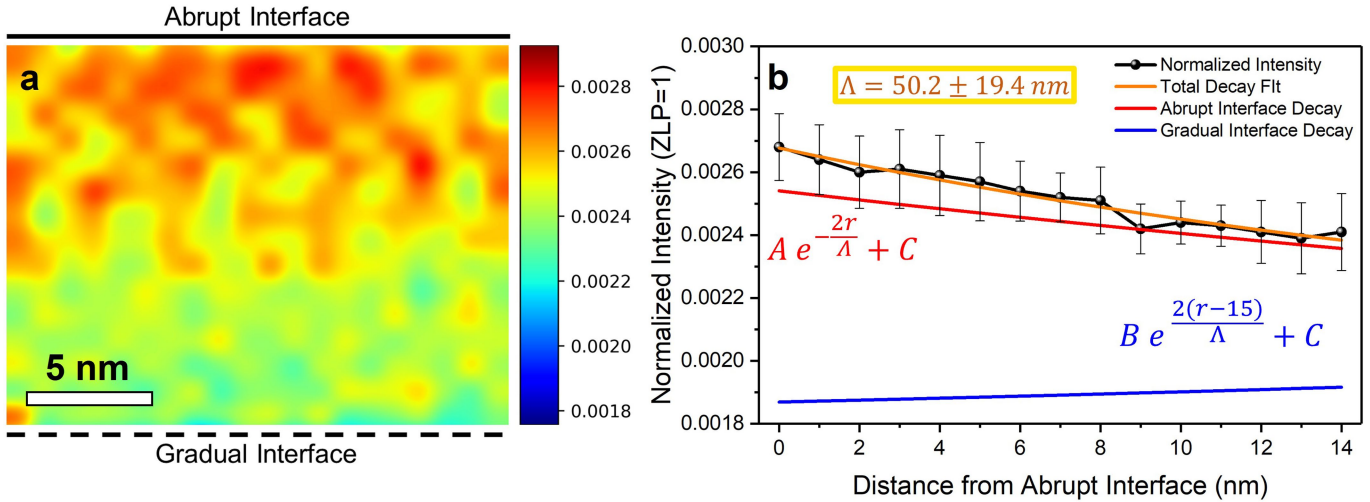 Abrupt Interface
a
5 nm
Gradual Interface
0.0028
0.0026
0.0024
0.0022
0.0020
0.0018
b
Λ = 50.2 ± 19.4 nm
Normalized Intensity
Total Decay FIt
Abrupt Interface Decay
Gradual Interface Decay
A e^{-2r/Λ} + C
B e^{2(r−15)/Λ} + C
Normalized Intensity (ZLP=1)
0.0030
0.0028
0.0026
0.0024
0.0022
0.0020
0.0018
0 2 4 6 8 10 12 14
Distance from Abrupt Interface (nm)